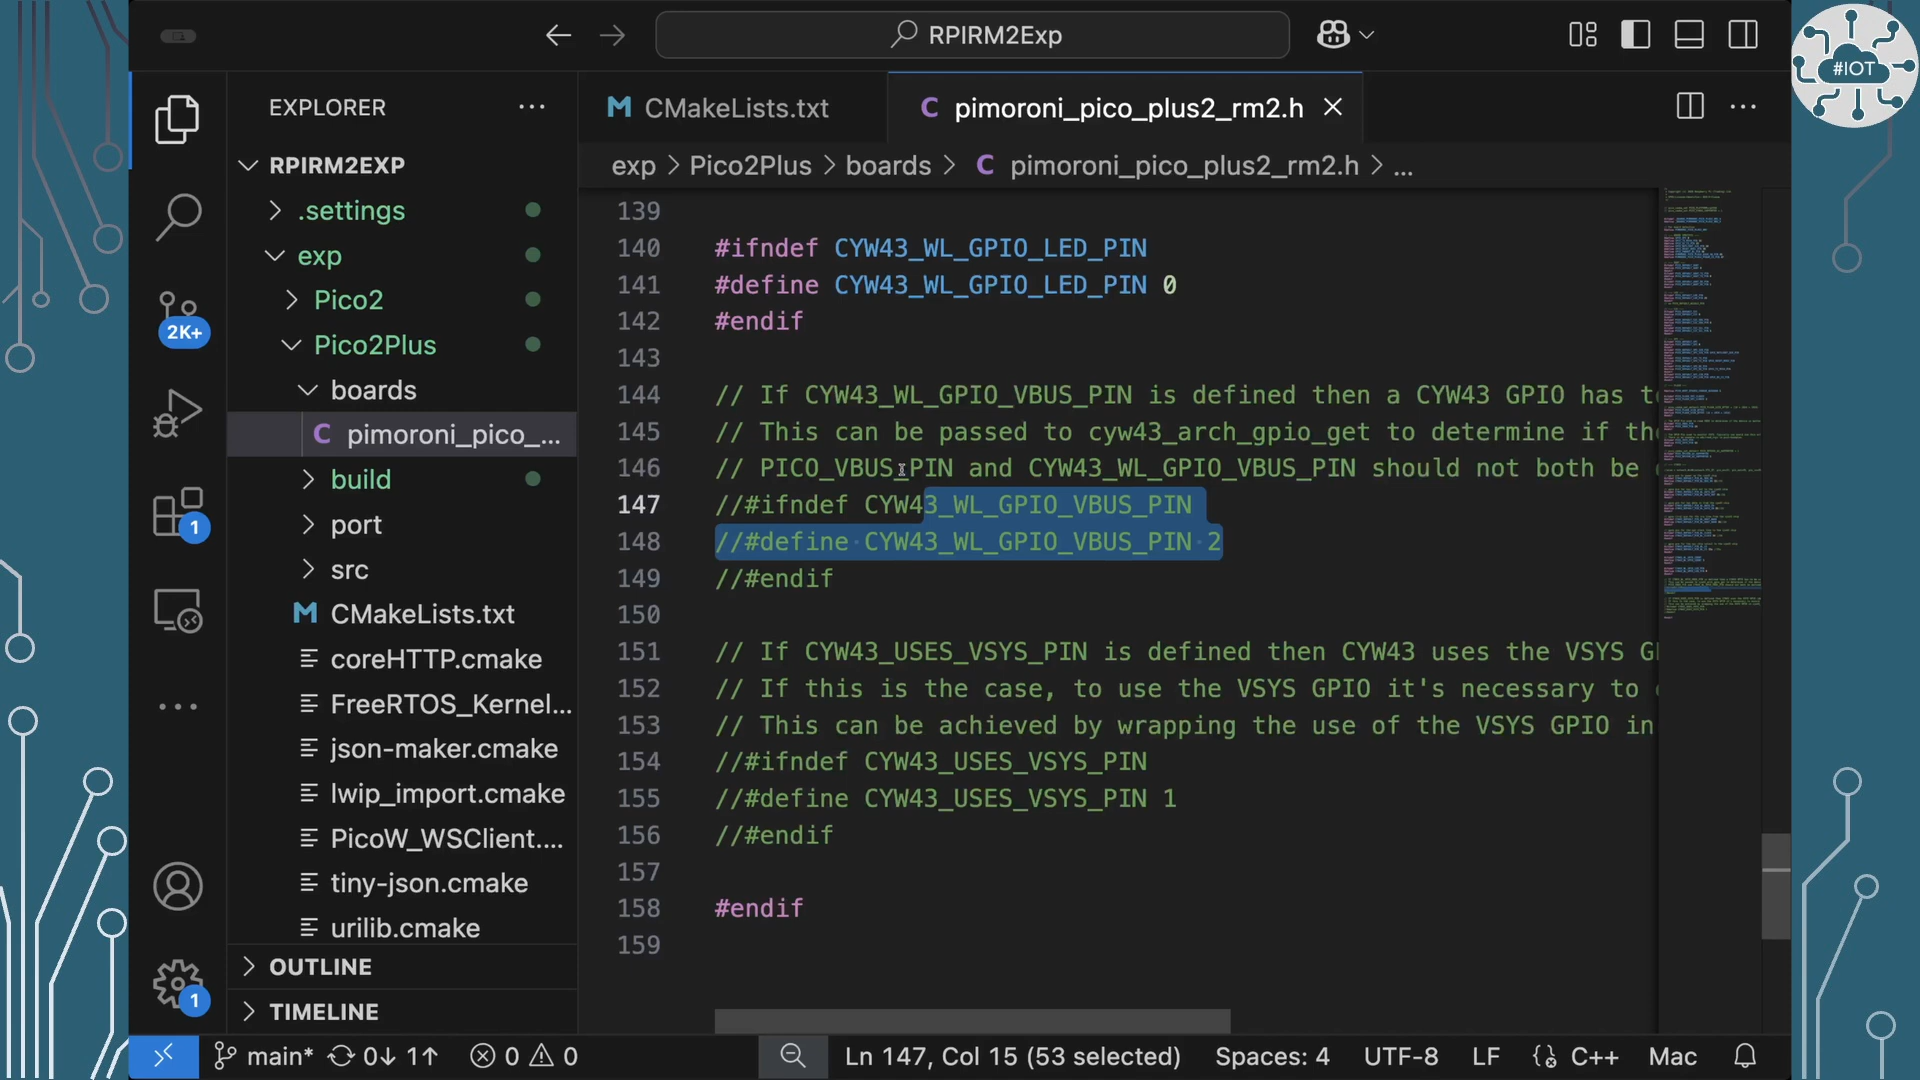 RPIRM2Exp
#IOT
EXPLORER
CMakeLists.txt
C pimoroni_pico_plus2_rm2.h
RPIRM2EXP
exp > Pico2Plus > boards > C pimoroni_pico_plus2_rm2.h > ...
.settings
exp
Pico2
Pico2Plus
boards
C pimoroni_pico_...
build
port
src
CMakeLists.txt
coreHTTP.cmake
FreeRTOS_Kernel...
json-maker.cmake
lwip_import.cmake
PicoW_WSClient....
tiny-json.cmake
urilib.cmake
OUTLINE
TIMELINE
2K+
1
1
139
140 #ifndef CYW43_WL_GPIO_LED_PIN
141 #define CYW43_WL_GPIO_LED_PIN 0
142 #endif
143
144 // If CYW43_WL_GPIO_VBUS_PIN is defined then a CYW43 GPIO has
145 // This can be passed to cyw43_arch_gpio_get to determine if
146 // PICO_VBUS_PIN and CYW43_WL_GPIO_VBUS_PIN should not both be
147 //#ifndef CYW43_WL_GPIO_VBUS_PIN
148 //#define CYW43_WL_GPIO_VBUS_PIN 2
149 //#endif
150
151 // If CYW43_USES_VSYS_PIN is defined then CYW43 uses the VSYS
152 // If this is the case, to use the VSYS GPIO it's necessary to
153 // This can be achieved by wrapping the use of the VSYS GPIO in
154 //#ifndef CYW43_USES_VSYS_PIN
155 //#define CYW43_USES_VSYS_PIN 1
156 //#endif
157
158 #endif
159
main* 0↓ 1↑ 0 0 Ln 147, Col 15 (53 selected) Spaces: 4 UTF-8 LF C++ Mac